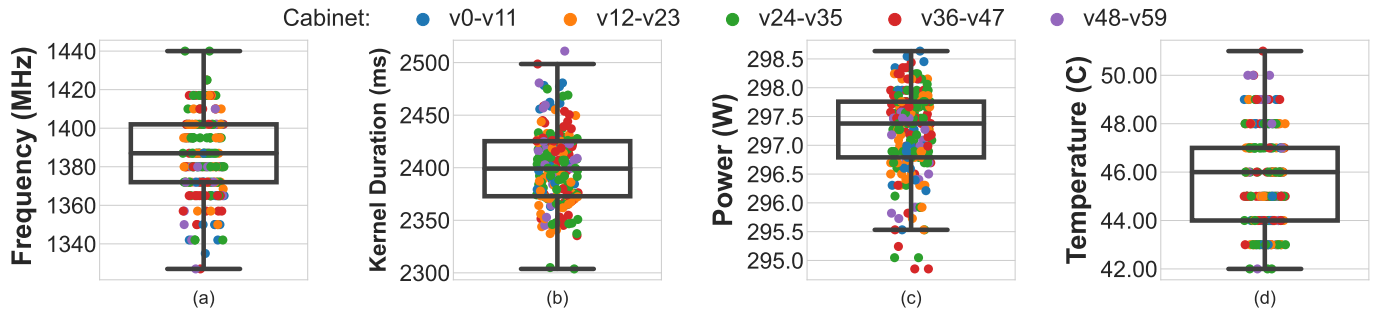 Cabinet: v0-v11 v12-v23 v24-v35 v36-v47 v48-v59
Frequency (MHz)
1440
1420
1400
1380
1360
1340
(a)
Kernel Duration (ms)
2500
2450
2400
2350
2300
(b)
Power (W)
298.5
298.0
297.5
297.0
296.5
296.0
295.5
295.0
(c)
Temperature (C)
50.00
48.00
46.00
44.00
42.00
(d)